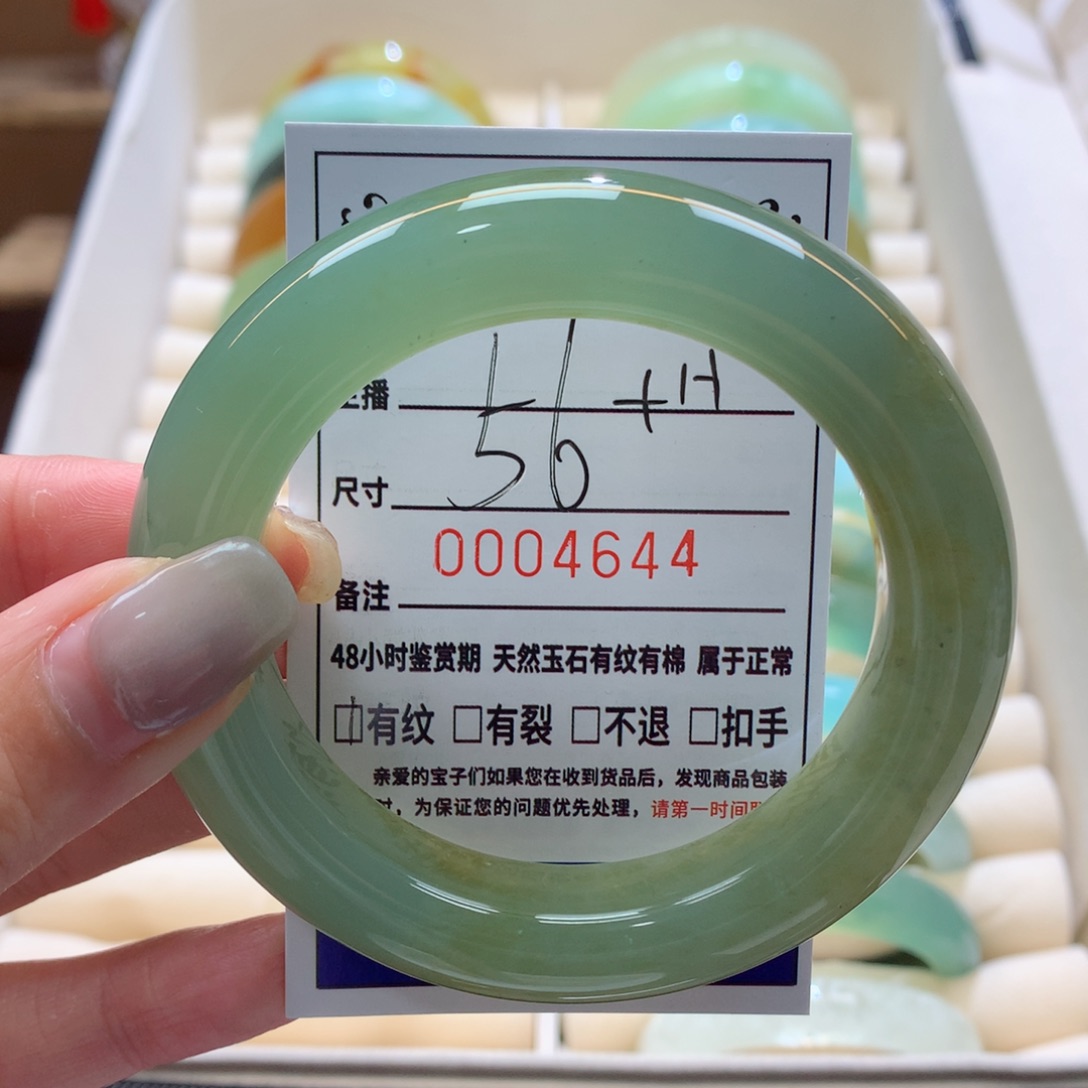 播 +H
尺寸 56
0004644
备注
48小时鉴赏期 天然玉石有纹有棉 属于正常
☐有纹 ☐有裂 ☐不退 ☐扣手
亲爱的宝子们如果您在收到货品后，发现商品包装
时，为保证您的问题优先处理，请第一时间